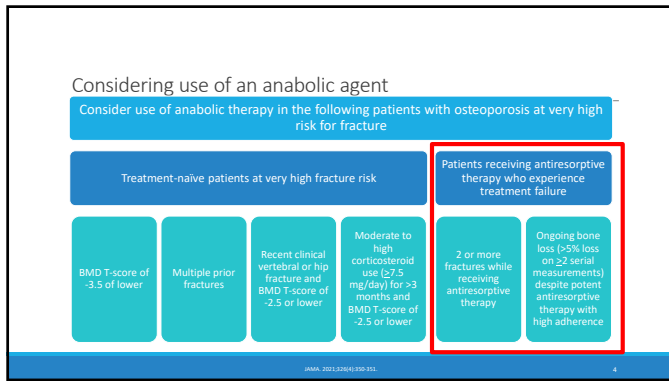 Considering use of an anabolic agent
Consider use of anabolic therapy in the following patients with osteoporosis at very high
risk for fracture
Treatment-naïve patients at very high fracture risk
Patients receiving antiresorptive
therapy who experience
treatment failure
BMD T-score of
-3.5 of lower
Multiple prior
fractures
Recent clinical
vertebral or hip
fracture and
BMD T-score of
-2.5 or lower
Moderate to
high
corticosteroid
use (≥7.5
mg/day) for >3
months and
BMD T-score of
-2.5 or lower
2 or more
fractures while
receiving
antiresorptive
therapy
Ongoing bone
loss (>5% loss
on ≥2 serial
measurements)
despite potent
antiresorptive
therapy with
high adherence
JAMA. 2021;326(4):350-351.
4